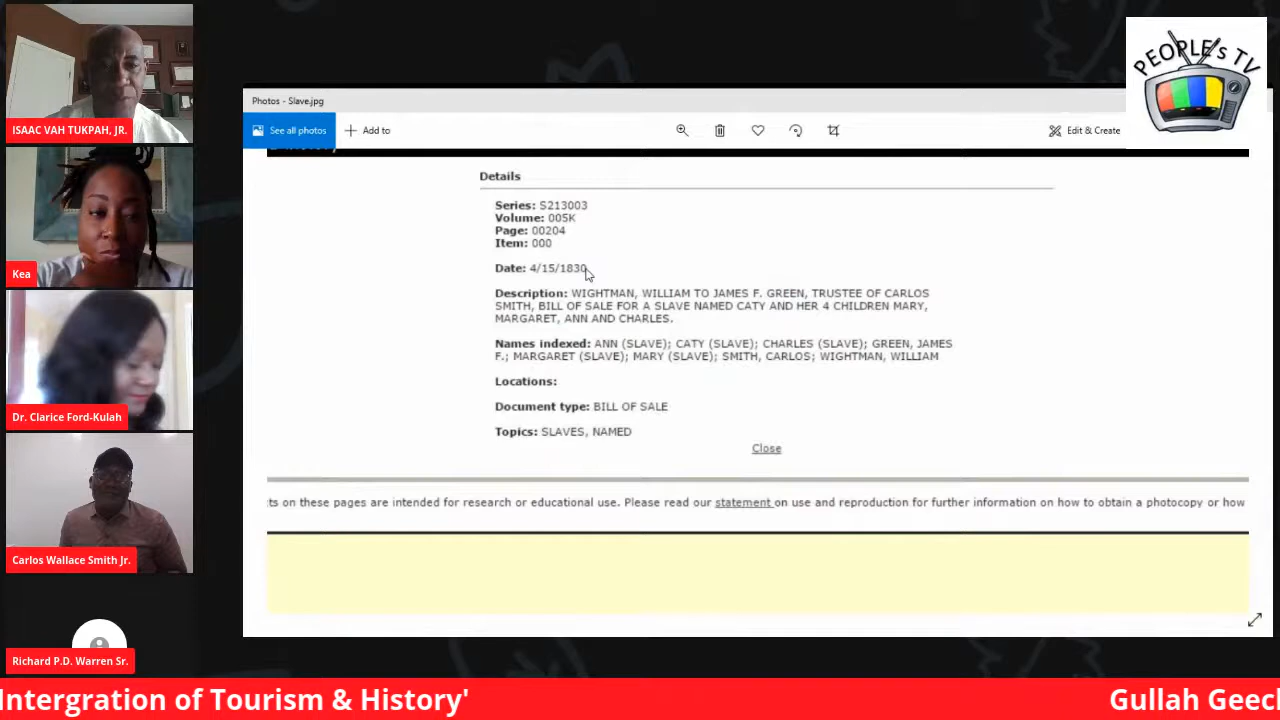 ISAAC VAH TUKPAH, JR.
Kea
Dr. Clarice Ford-Kulah
Carlos Wallace Smith Jr.
Richard P.D. Warren Sr.
PEOPLE's TV
Photos - Slave.jpg
See all photos
Add to
Edit & Create
Details
Series: S213003
Volume: 005K
Page: 00204
Item: 000
Date: 4/15/1830
Description: WIGHTMAN, WILLIAM TO JAMES F. GREEN, TRUSTEE OF CARLOS
SMITH, BILL OF SALE FOR A SLAVE NAMED CATY AND HER 4 CHILDREN MARY,
MARGARET, ANN AND CHARLES.
Names indexed: ANN (SLAVE); CATY (SLAVE); CHARLES (SLAVE); GREEN, JAMES
F.; MARGARET (SLAVE); MARY (SLAVE); SMITH, CARLOS; WIGHTMAN, WILLIAM
Locations:
Document type: BILL OF SALE
Topics: SLAVES, NAMED
Close
ts on these pages are intended for research or educational use. Please read our statement on use and reproduction for further information on how to obtain a photocopy or how
Intergration of Tourism & History' Gullah Geech